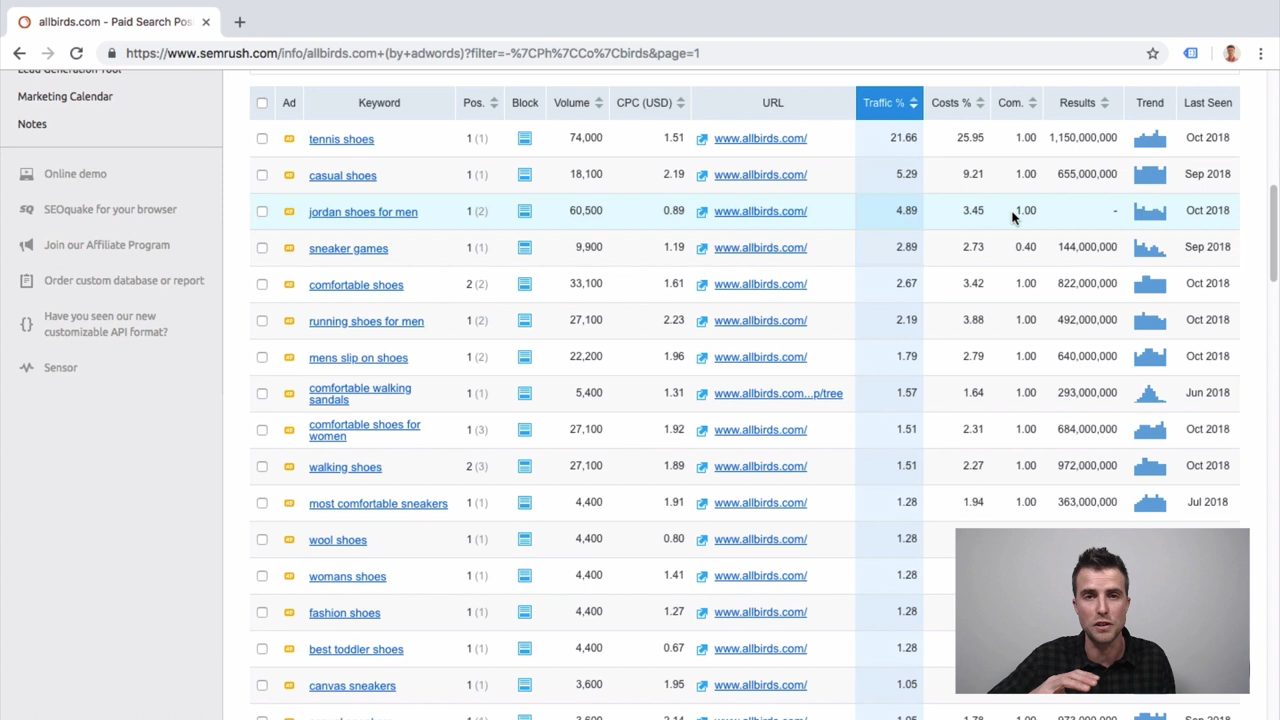 allbirds.com - Paid Search Pos
https://www.semrush.com/info/allbirds.com+(by+adwords)?filter=-%7CPh%7CCo%7Cbirds&page=1
Lead Generation Tool
Marketing Calendar
Notes
Online demo
SEOquake for your browser
Join our Affiliate Program
Order custom database or report
Have you seen our new
customizable API format?
Sensor
Ad Keyword Pos. Block Volume CPC (USD) URL Traffic % Costs % Com. Results Trend Last Seen
tennis shoes 1 (1) 74,000 1.51 www.allbirds.com/ 21.66 25.95 1.00 1,150,000,000 Oct 2018
casual shoes 1 (1) 18,100 2.19 www.allbirds.com/ 5.29 9.21 1.00 655,000,000 Sep 2018
jordan shoes for men 1 (2) 60,500 0.89 www.allbirds.com/ 4.89 3.45 1.00 - Oct 2018
sneaker games 1 (1) 9,900 1.19 www.allbirds.com/ 2.89 2.73 0.40 144,000,000 Sep 2018
comfortable shoes 2 (2) 33,100 1.61 www.allbirds.com/ 2.67 3.42 1.00 822,000,000 Oct 2018
running shoes for men 1 (2) 27,100 2.23 www.allbirds.com/ 2.19 3.88 1.00 492,000,000 Oct 2018
mens slip on shoes 1 (2) 22,200 1.96 www.allbirds.com/ 1.79 2.79 1.00 640,000,000 Oct 2018
comfortable walking
sandals 1 (1) 5,400 1.31 www.allbirds.com...p/tree 1.57 1.64 1.00 293,000,000 Jun 2018
comfortable shoes for
women 1 (3) 27,100 1.92 www.allbirds.com/ 1.51 2.31 1.00 684,000,000 Oct 2018
walking shoes 2 (3) 27,100 1.89 www.allbirds.com/ 1.51 2.27 1.00 972,000,000 Oct 2018
most comfortable sneakers 1 (1) 4,400 1.91 www.allbirds.com/ 1.28 1.94 1.00 363,000,000 Jul 2018
wool shoes 1 (1) 4,400 0.80 www.allbirds.com/ 1.28
womans shoes 1 (1) 4,400 1.41 www.allbirds.com/ 1.28
fashion shoes 1 (1) 4,400 1.27 www.allbirds.com/ 1.28
best toddler shoes 1 (1) 4,400 0.67 www.allbirds.com/ 1.28
canvas sneakers 1 (1) 3,600 1.95 www.allbirds.com/ 1.05